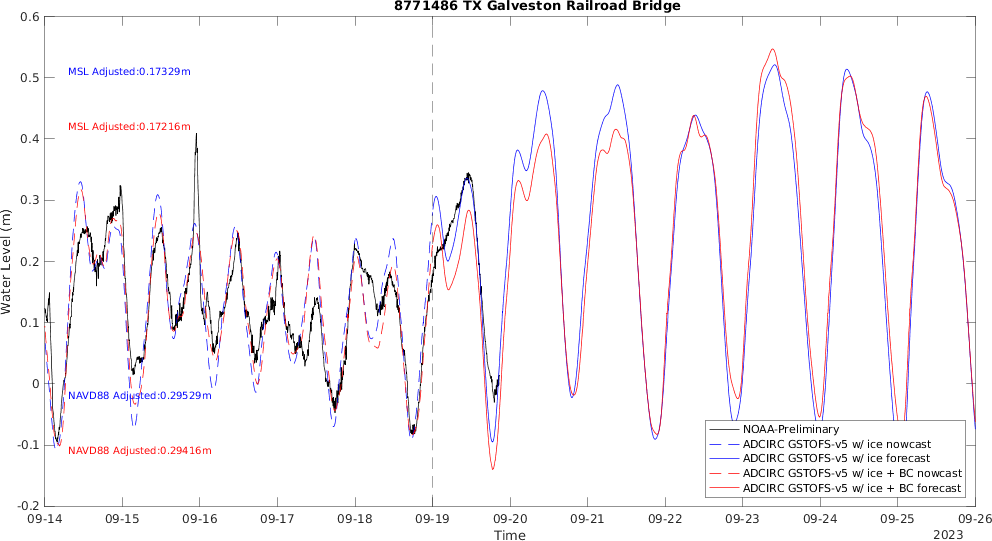 8771486 TX Galveston Railroad Bridge
0.6
0.5
0.4
0.3
0.2
0.1
0
-0.1
-0.2
Water Level (m)
MSL Adjusted:0.17329m
MSL Adjusted:0.17216m
NAVD88 Adjusted:0.29529m
NAVD88 Adjusted:0.29416m
NOAA-Preliminary
ADCIRC GSTOFS-v5 w/ ice nowcast
ADCIRC GSTOFS-v5 w/ ice forecast
ADCIRC GSTOFS-v5 w/ ice + BC nowcast
ADCIRC GSTOFS-v5 w/ ice + BC forecast
09-14 09-15 09-16 09-17 09-18 09-19 09-20 09-21 09-22 09-23 09-24 09-25 09-26
Time
2023